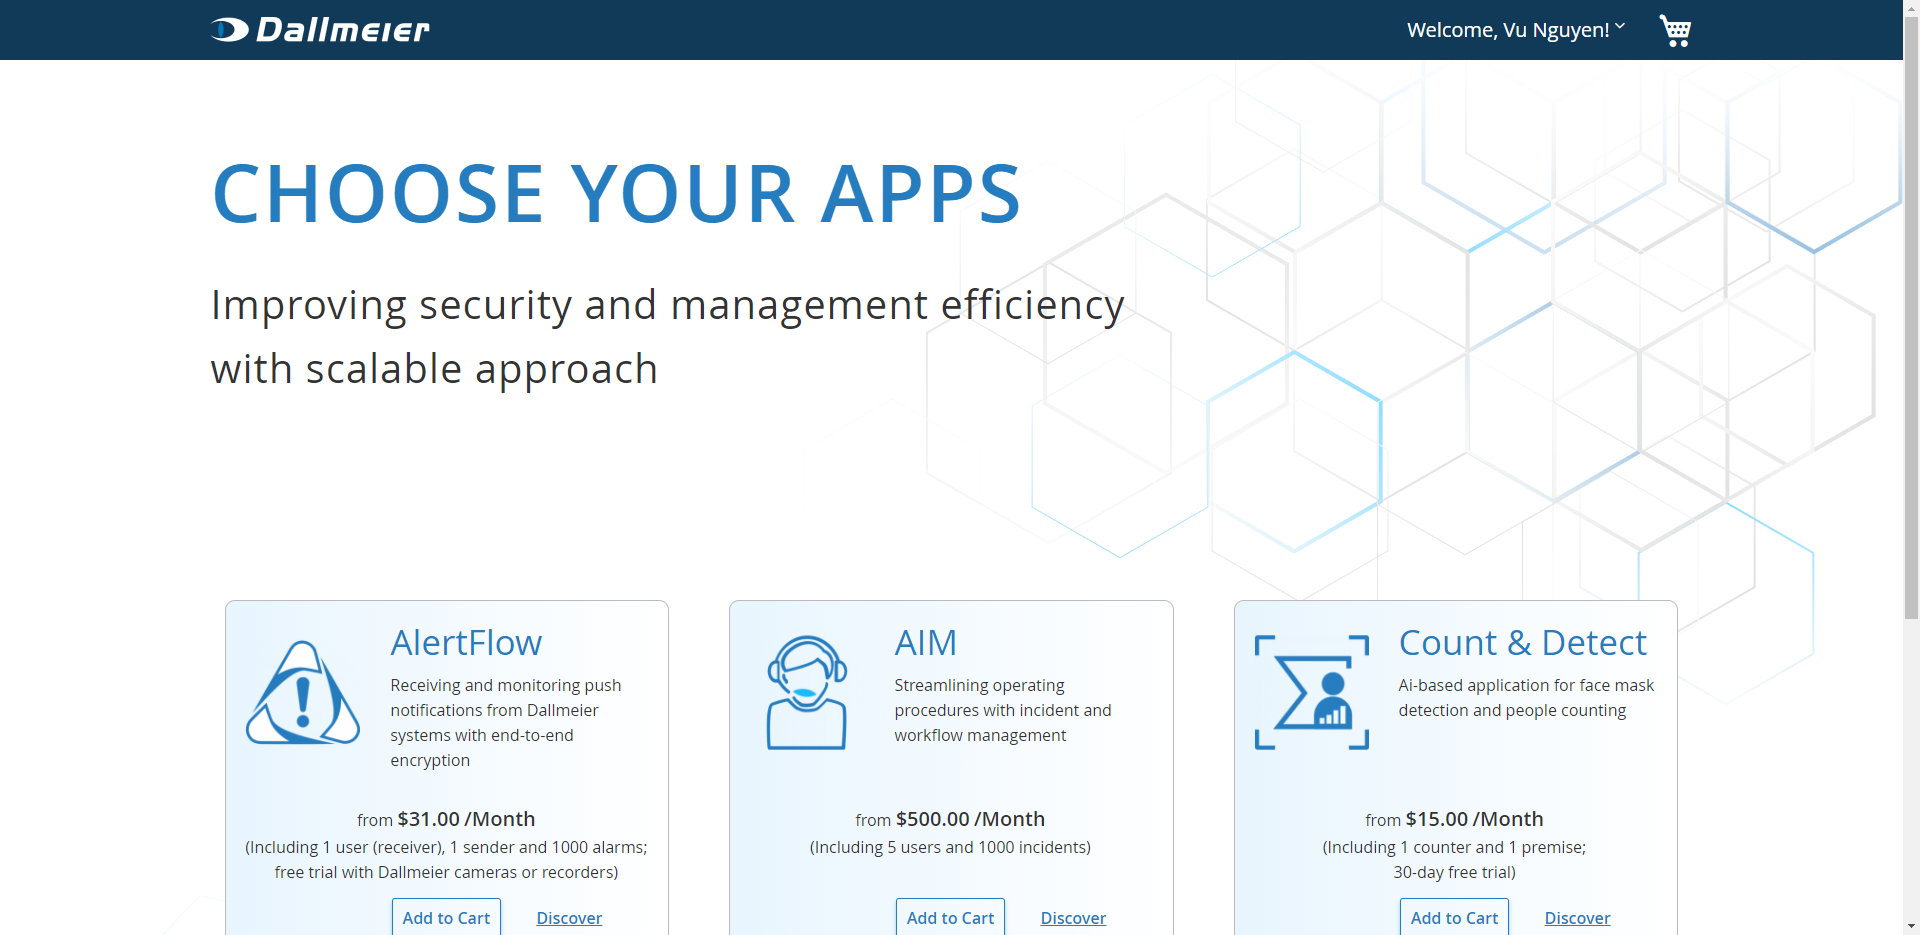 Dallmeier
Welcome, Vu Nguyen!
CHOOSE YOUR APPS
Improving security and management efficiency
with scalable approach
AlertFlow
Receiving and monitoring push
notifications from Dallmeier
systems with end-to-end
encryption
from $31.00 /Month
(Including 1 user (receiver), 1 sender and 1000 alarms;
free trial with Dallmeier cameras or recorders)
Add to Cart Discover
AIM
Streamlining operating
procedures with incident and
workflow management
from $500.00 /Month
(Including 5 users and 1000 incidents)
Add to Cart Discover
Count & Detect
Ai-based application for face mask
detection and people counting
from $15.00 /Month
(Including 1 counter and 1 premise;
30-day free trial)
Add to Cart Discover